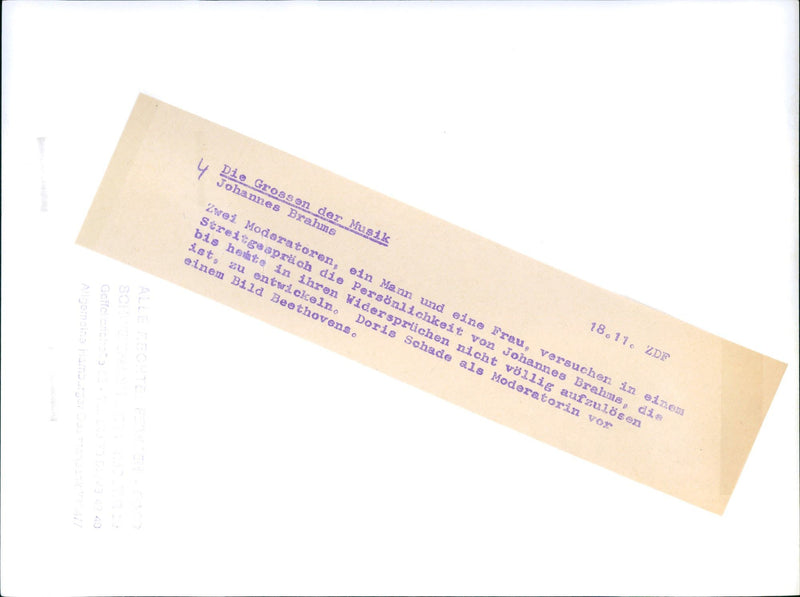 4 Die Grossen der Musik
Johannes Brahms
18.11. ZDF
Zwei Moderatoren, ein Mann und eine Frau, versuchen in einem
Streitgespräch die Persönlichkeit von Johannes Brahms, die
bis heute in ihren Widersprüchen nicht völlig aufzulösen
ist, zu entwickeln. Doris Schade als Moderatorin vor
einem Bild Beethovens.
ALLE RECHTE